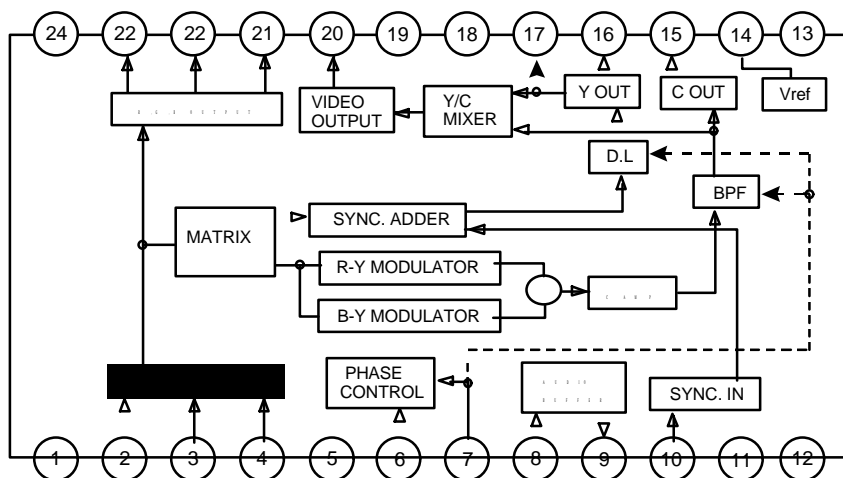 24 22 22 21 20 19 18 17 16 15 14 13
VIDEO
OUTPUT
Y/C
MIXER
Y OUT
C OUT
Vref
D.L
BPF
MATRIX
SYNC. ADDER
R-Y MODULATOR
B-Y MODULATOR
PHASE
CONTROL
SYNC. IN
1 2 3 4 5 6 7 8 9 10 11 12